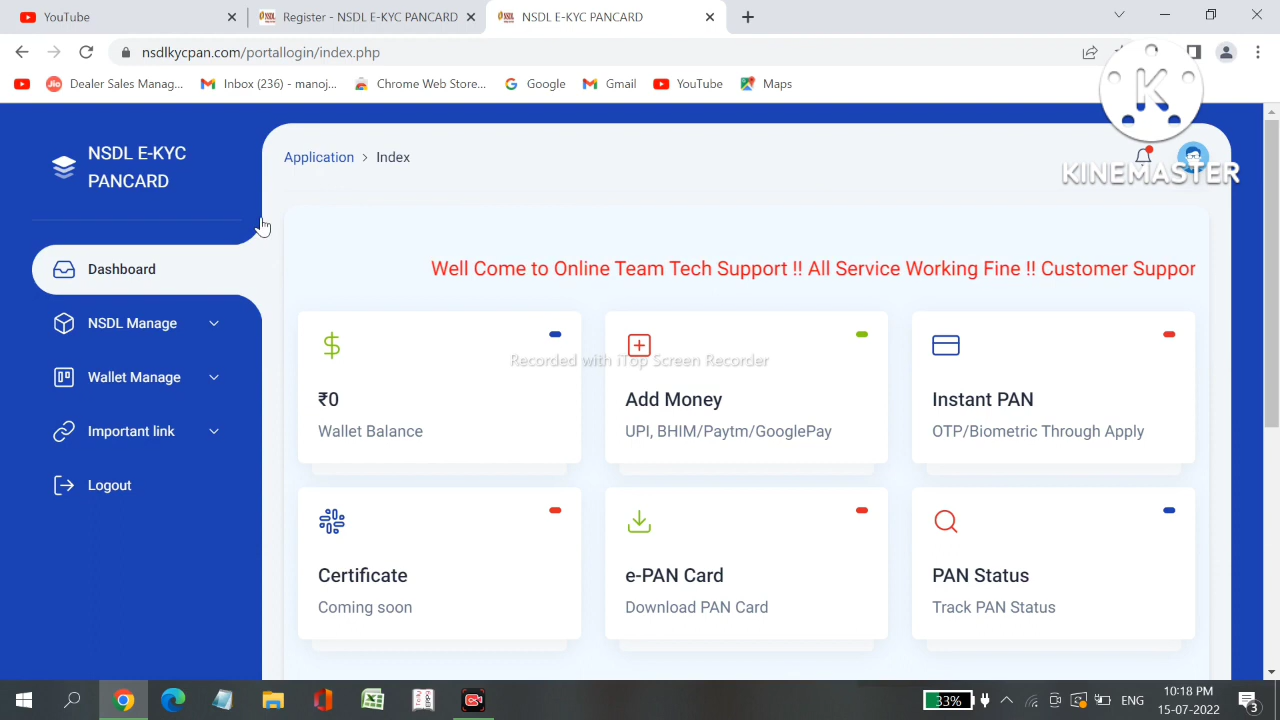 YouTube
Register - NSDL E-KYC PANCARD
NSDL E-KYC PANCARD
nsdlkycpan.com/portallogin/index.php
Dealer Sales Manag...
Inbox (236) - manoj...
Chrome Web Store...
Google
Gmail
YouTube
Maps
K
KINEMASTER
NSDL E-KYC
PANCARD
Application > Index
Dashboard
NSDL Manage
Wallet Manage
Important link
Logout
Well Come to Online Team Tech Support !! All Service Working Fine !! Customer Suppor
₹0
Wallet Balance
Add Money
UPI, BHIM/Paytm/GooglePay
Instant PAN
OTP/Biometric Through Apply
Recorded with iTop Screen Recorder
Certificate
Coming soon
e-PAN Card
Download PAN Card
PAN Status
Track PAN Status
33%
ENG
10:18 PM
15-07-2022
3